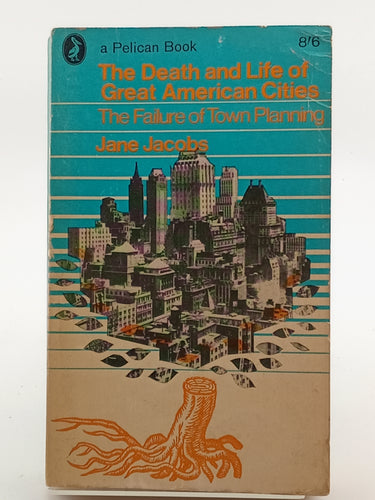 a Pelican Book
8'6
The Death and Life of
Great American Cities
The Failure of Town Planning
Jane Jacobs